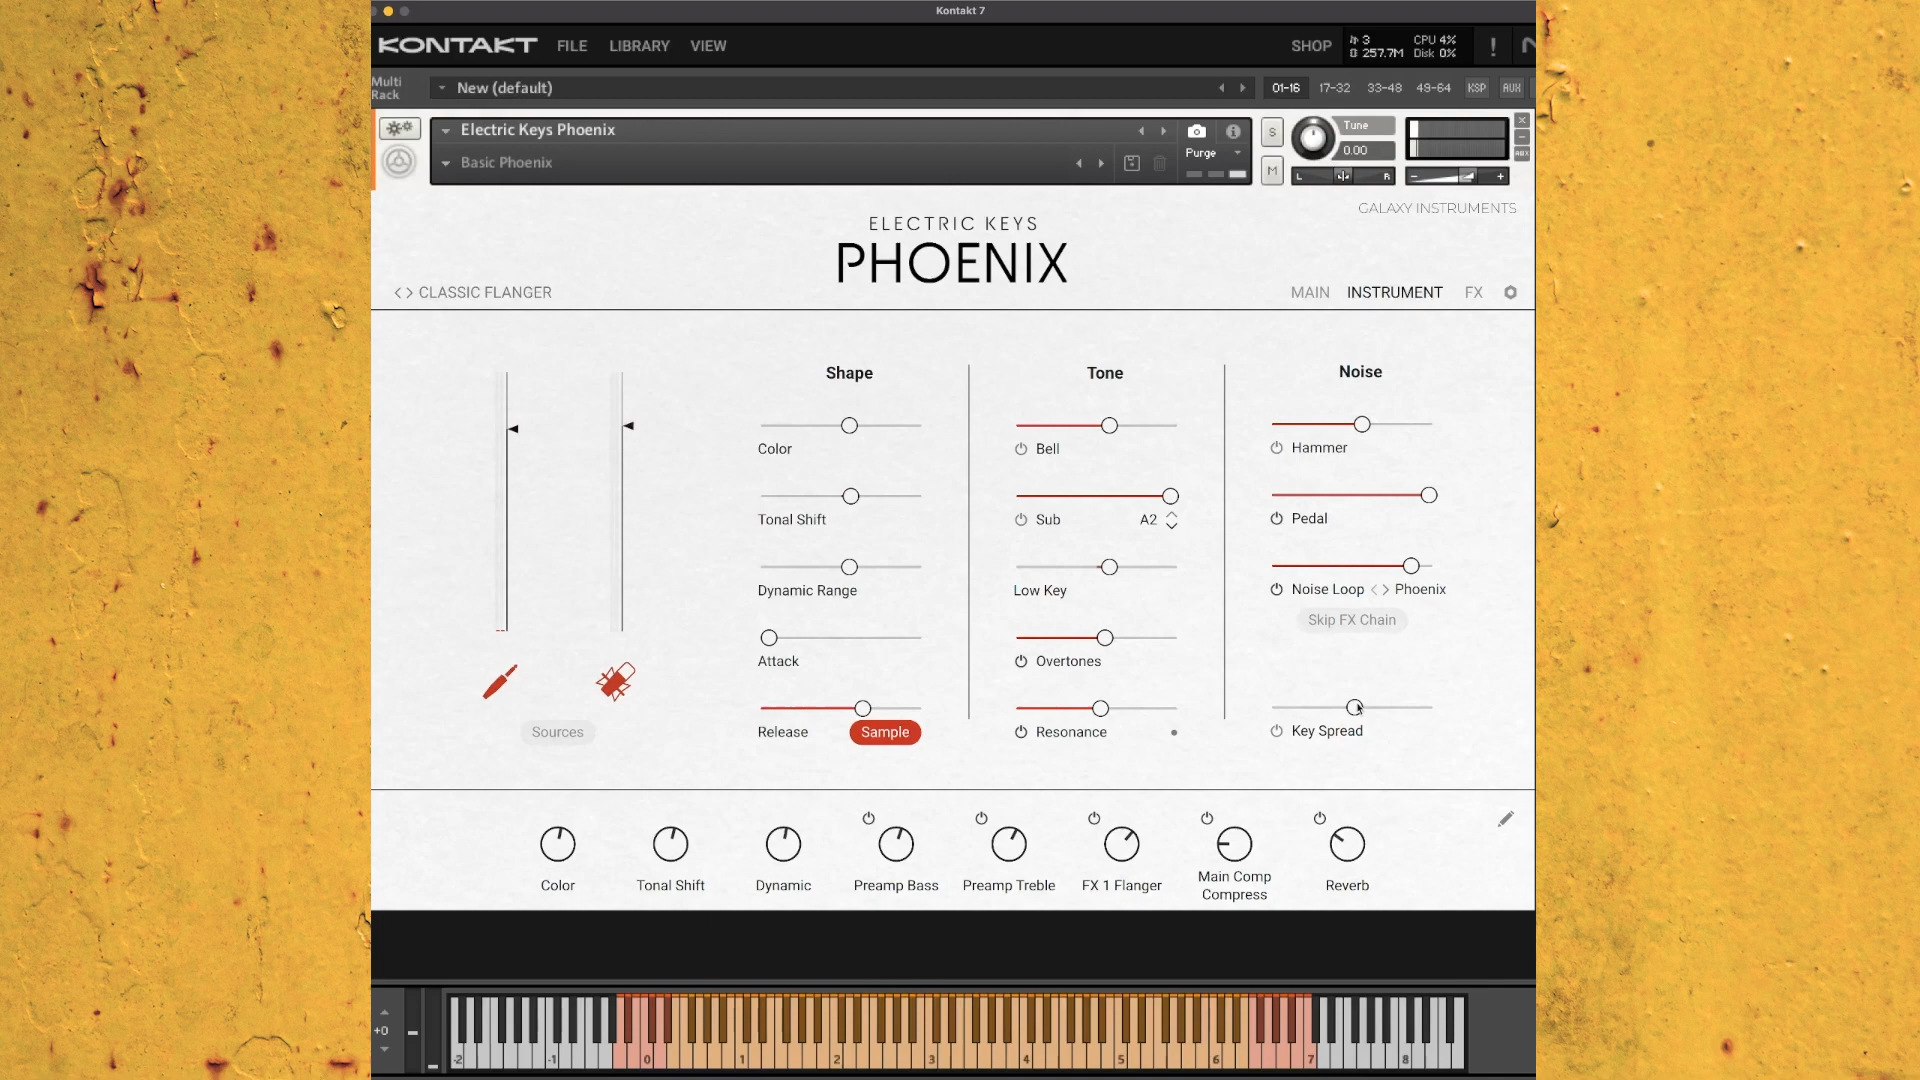 Kontakt 7
KONTAKT FILE LIBRARY VIEW SHOP 3 257.7M CPU 4% Disk 0% !
Multi Rack New (default) 01-16 17-32 33-48 49-64 KSP AUX
Electric Keys Phoenix
Basic Phoenix
Purge
S
M
Tune
0.00
L R - +
AUX
GALAXY INSTRUMENTS
ELECTRIC KEYS
PHOENIX
<> CLASSIC FLANGER
MAIN INSTRUMENT FX
Shape
Color
Tonal Shift
Dynamic Range
Attack
Release Sample
Tone
Bell
Sub A2
Low Key
Overtones
Resonance
Noise
Hammer
Pedal
Noise Loop <> Phoenix
Skip FX Chain
Key Spread
Sources
Color Tonal Shift Dynamic Preamp Bass Preamp Treble FX 1 Flanger Main Comp Compress Reverb
+0
-2 -1 0 1 2 3 4 5 6 7 8